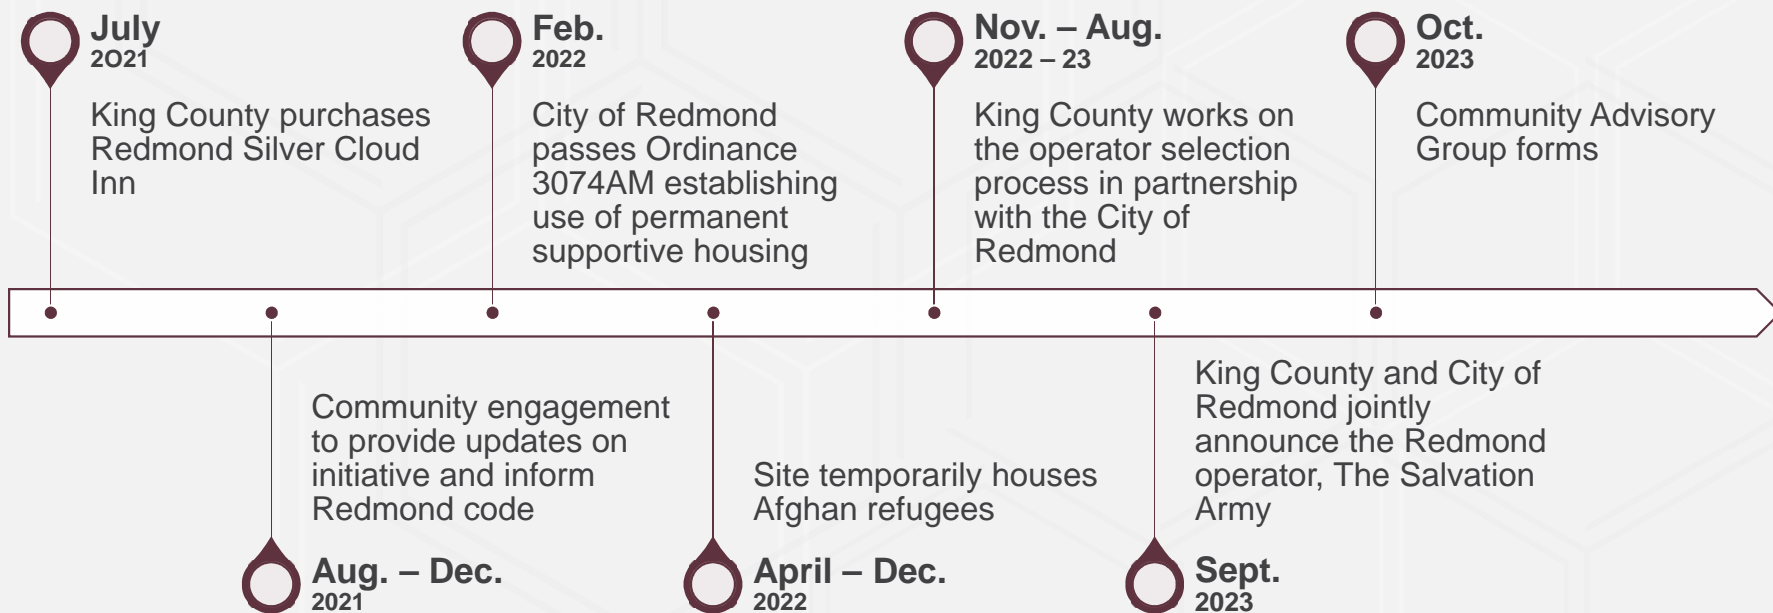 July
2O21
King County purchases
Redmond Silver Cloud
Inn
Feb.
2022
City of Redmond
passes Ordinance
3074AM establishing
use of permanent
supportive housing
Nov. – Aug.
2022 – 23
King County works on
the operator selection
process in partnership
with the City of
Redmond
Oct.
2023
Community Advisory
Group forms
Community engagement
to provide updates on
initiative and inform
Redmond code
Aug. – Dec.
2021
Site temporarily houses
Afghan refugees
April – Dec.
2022
King County and City of
Redmond jointly
announce the Redmond
operator, The Salvation
Army
Sept.
2023